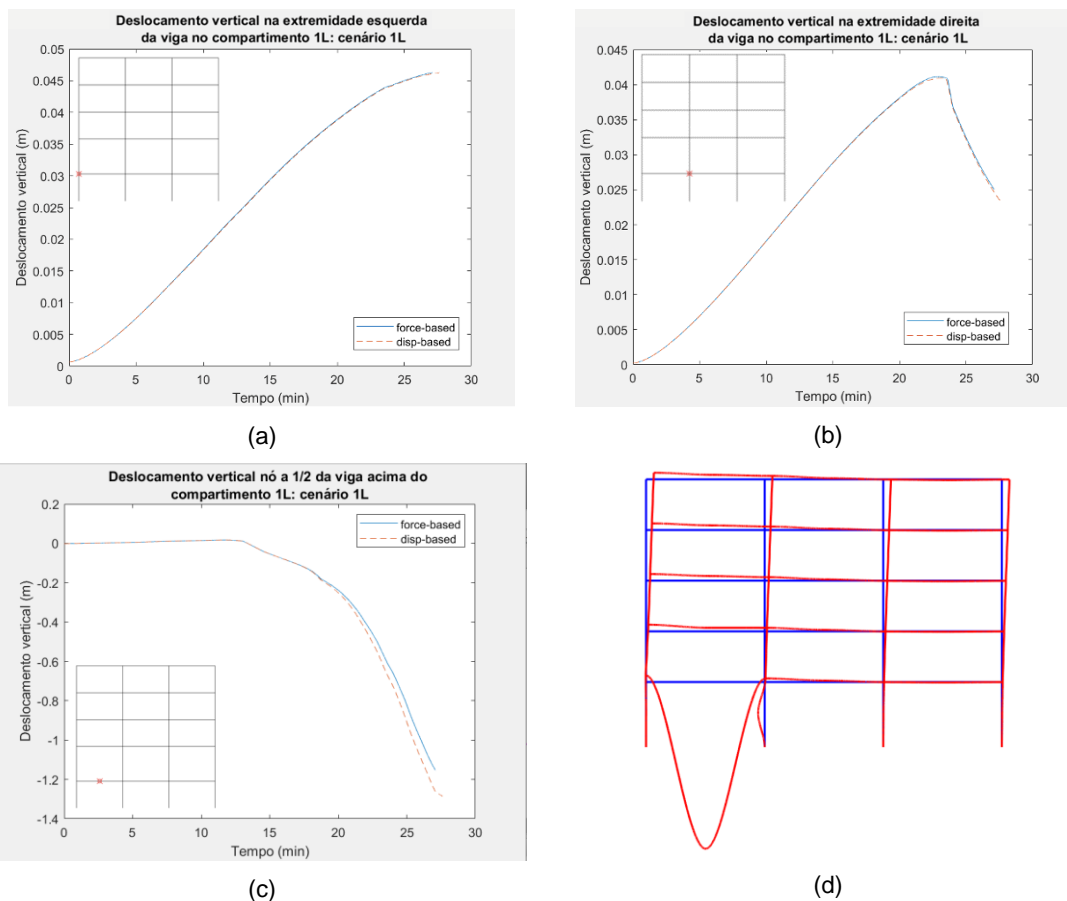 Deslocamento vertical na extremidade esquerda
da viga no compartimento 1L: cenário 1L
0.05
0.045
0.04
0.035
0.03
0.025
0.02
0.015
0.01
0.005
0
Deslocamento vertical (m)
force-based
disp-based
0 5 10 15 20 25 30
Tempo (min)
(a)
Deslocamento vertical na extremidade direita
da viga no compartimento 1L: cenário 1L
0.045
0.04
0.035
0.03
0.025
0.02
0.015
0.01
0.005
0
Deslocamento vertical (m)
force-based
disp-based
0 5 10 15 20 25 30
Tempo (min)
(b)
Deslocamento vertical nó a 1/2 da viga acima do
compartimento 1L: cenário 1L
0.2
0
-0.2
-0.4
-0.6
-0.8
-1
-1.2
-1.4
Deslocamento vertical (m)
force-based
disp-based
0 5 10 15 20 25 30
Tempo (min)
(c)
(d)